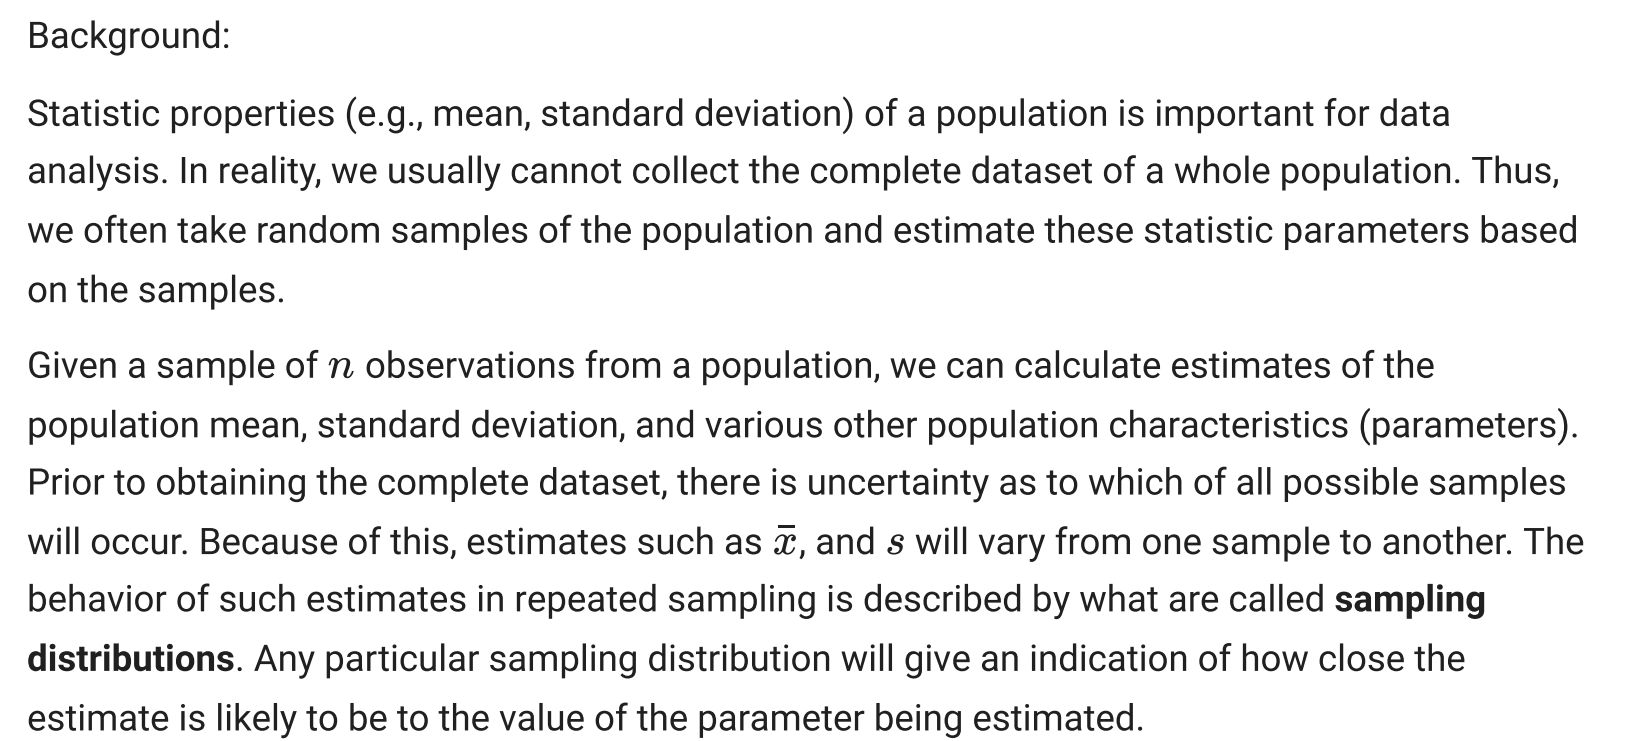 Background:
Statistic properties (e.g., mean, standard deviation) of a population is important for data
analysis. In reality, we usually cannot collect the complete dataset of a whole population. Thus,
we often take random samples of the population and estimate these statistic parameters based
on the samples.
Given a sample of n observations from a population, we can calculate estimates of the
population mean, standard deviation, and various other population characteristics (parameters).
Prior to obtaining the complete dataset, there is uncertainty as to which of all possible samples
will occur. Because of this, estimates such as x̄, and s will vary from one sample to another. The
behavior of such estimates in repeated sampling is described by what are called sampling
distributions. Any particular sampling distribution will give an indication of how close the
estimate is likely to be to the value of the parameter being estimated.